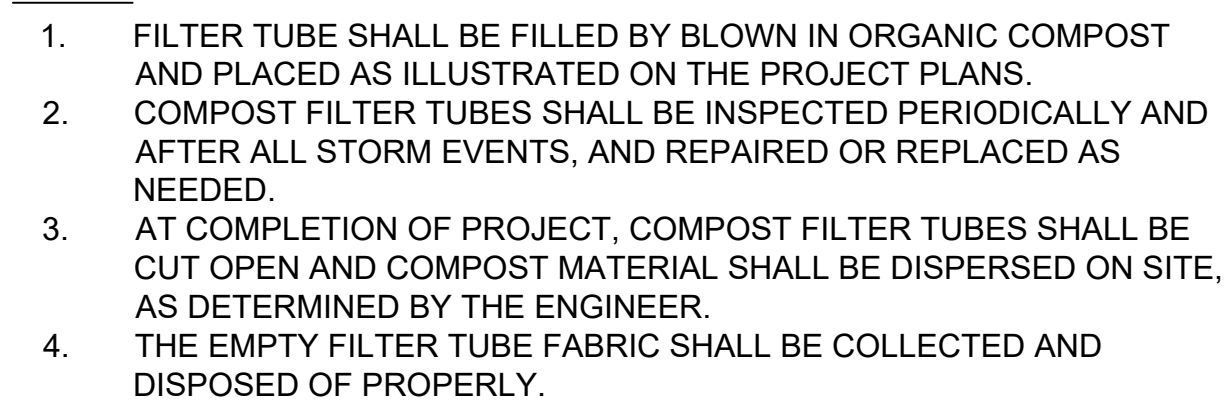 1. FILTER TUBE SHALL BE FILLED BY BLOWN IN ORGANIC COMPOST
AND PLACED AS ILLUSTRATED ON THE PROJECT PLANS.
2. COMPOST FILTER TUBES SHALL BE INSPECTED PERIODICALLY AND
AFTER ALL STORM EVENTS, AND REPAIRED OR REPLACED AS
NEEDED.
3. AT COMPLETION OF PROJECT, COMPOST FILTER TUBES SHALL BE
CUT OPEN AND COMPOST MATERIAL SHALL BE DISPERSED ON SITE,
AS DETERMINED BY THE ENGINEER.
4. THE EMPTY FILTER TUBE FABRIC SHALL BE COLLECTED AND
DISPOSED OF PROPERLY.